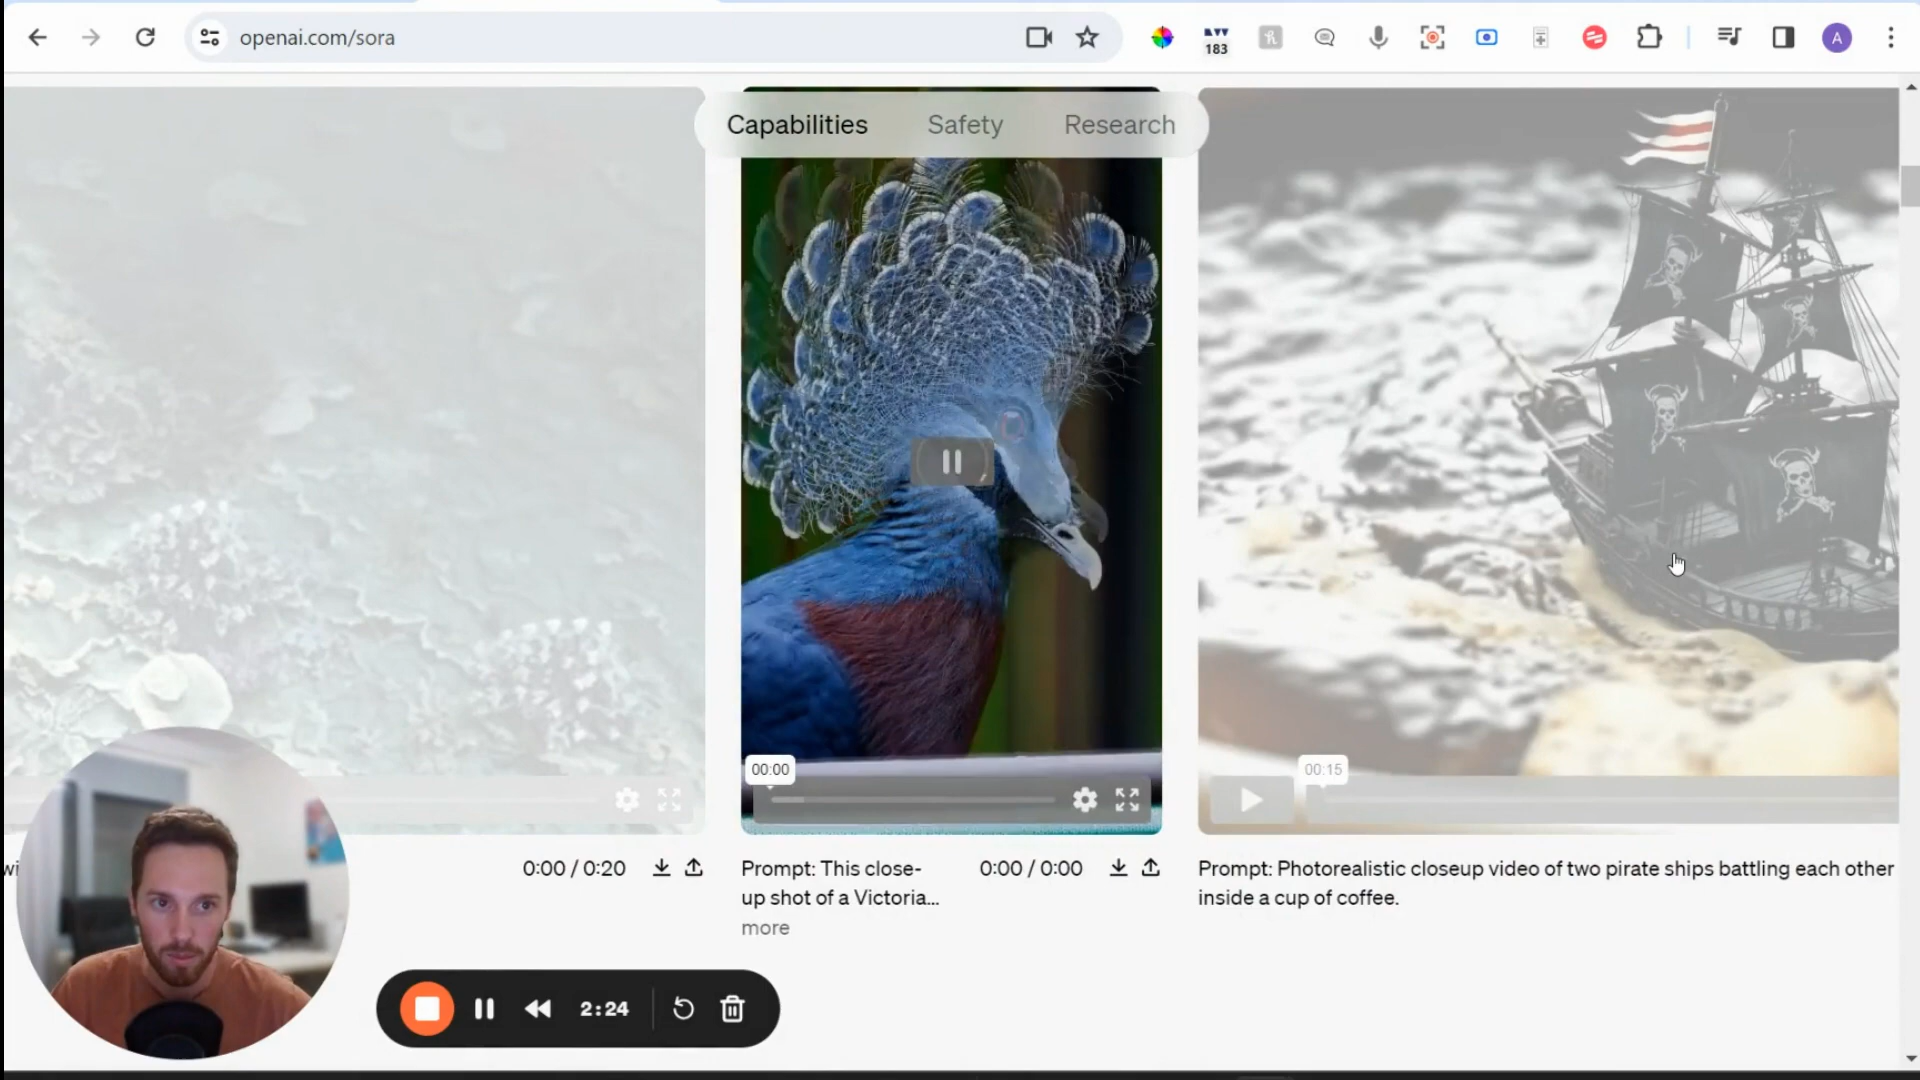 openai.com/sora
183
A
Capabilities
Safety
Research
00:00
00:15
wi
0:00 / 0:20
Prompt: This close-
up shot of a Victoria...
more
0:00 / 0:00
Prompt: Photorealistic closeup video of two pirate ships battling each other
inside a cup of coffee.
2:24